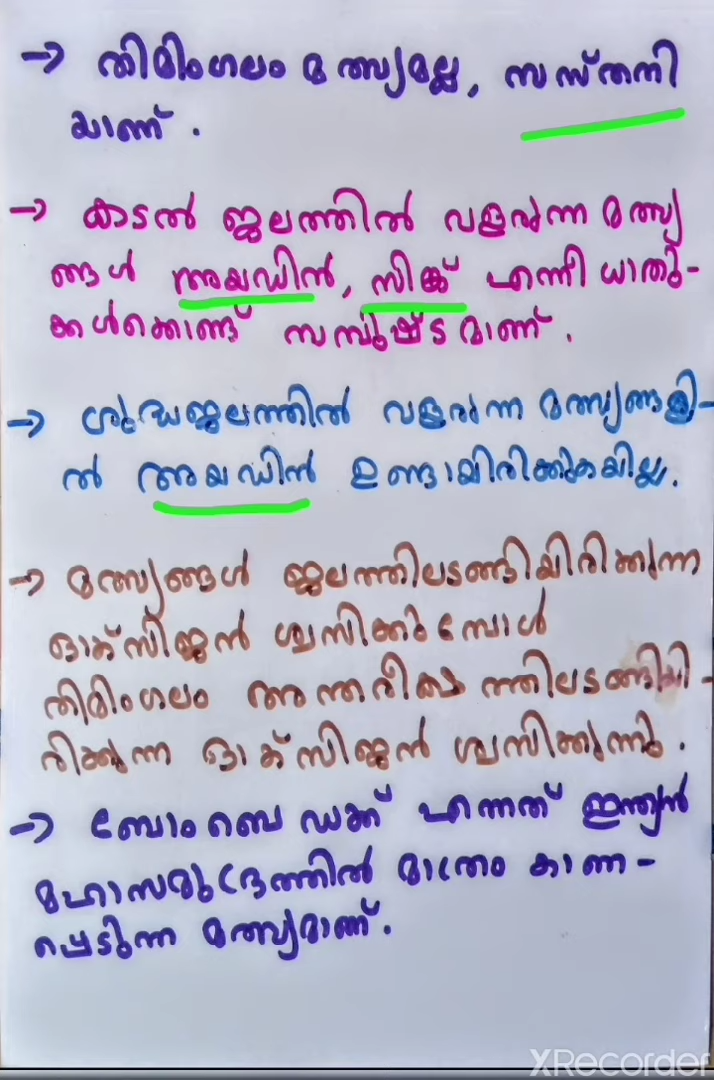 → തിമിംഗലം മത്സ്യമല്ല, സസ്തനി
യാണ്.
→ കടൽ ജലത്തിൽ വളരുന്ന മത്സ്യ
ങ്ങൾ അയഡിൻ, സിങ്ക് എന്നീ ധാതു-
ക്കൾക്കൊണ്ട് സമ്പുഷ്ടമാണ്.
→ ശുദ്ധജലത്തിൽ വളരുന്ന മത്സ്യങ്ങളി-
ൽ അയഡിൻ ഉണ്ടായിരിക്കുകയില്ല.
→ മത്സ്യങ്ങൾ ജലത്തിലടങ്ങിയിരിക്കുന്ന
ഓക്സിജൻ ശ്വസിക്കുമ്പോൾ
തിമിംഗലം അന്തരീക്ഷത്തിലടങ്ങിയി-
രിക്കുന്ന ഓക്സിജൻ ശ്വസിക്കുന്നു.
→ ബോംബെ ഡക്ക് എന്നത് ഇന്ത്യൻ
മഹാസമുദ്രത്തിൽ മാത്രം കാണ-
പ്പെടുന്ന മത്സ്യമാണ്.
XRecorder